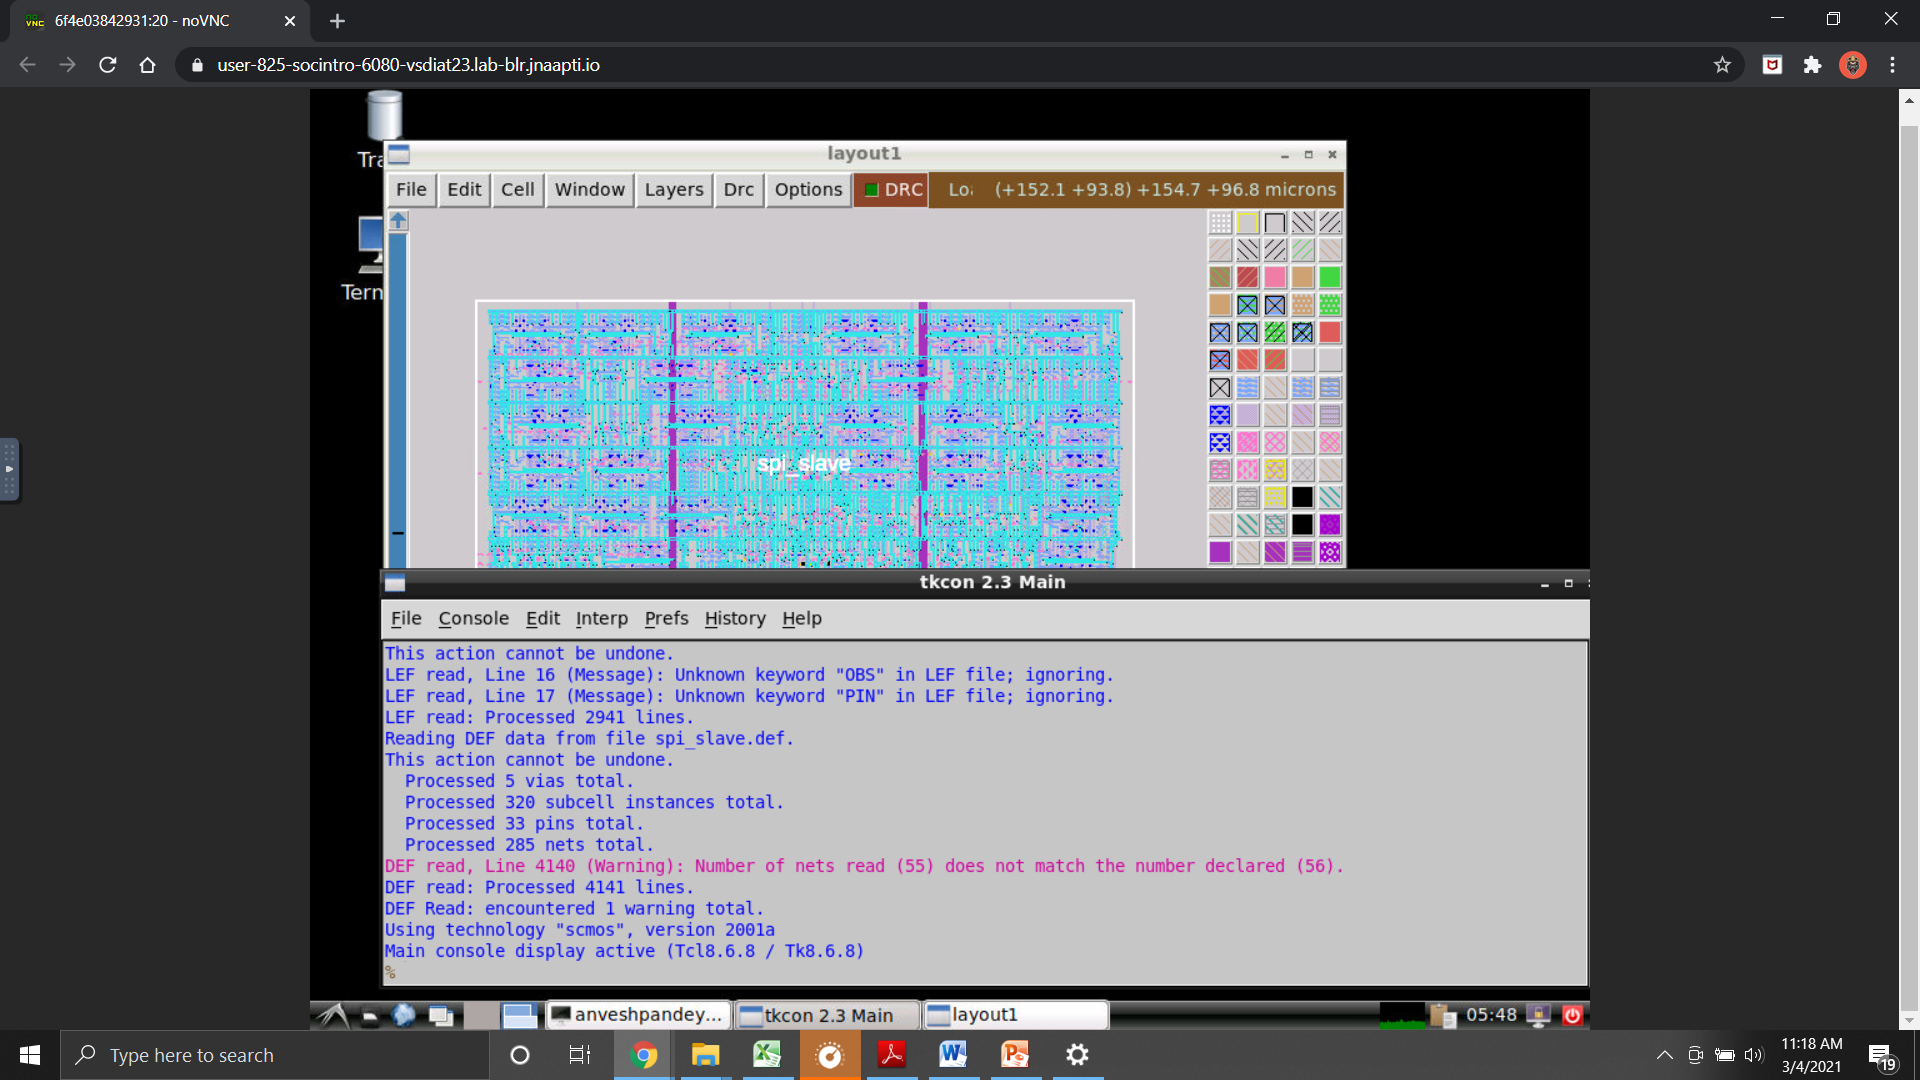 6f4e03842931:20 - noVNC
user-825-socintro-6080-vsdiat23.lab-blr.jnaapti.io
layout1
File Edit Cell Window Layers Drc Options DRC (+152.1 +93.8) +154.7 +96.8 microns
spi_slave
tkcon 2.3 Main
File Console Edit Interp Prefs History Help
This action cannot be undone.
LEF read, Line 16 (Message): Unknown keyword "OBS" in LEF file; ignoring.
LEF read, Line 17 (Message): Unknown keyword "PIN" in LEF file; ignoring.
LEF read: Processed 2941 lines.
Reading DEF data from file spi_slave.def.
This action cannot be undone.
Processed 5 vias total.
Processed 320 subcell instances total.
Processed 33 pins total.
Processed 285 nets total.
DEF read, Line 4140 (Warning): Number of nets read (55) does not match the number declared (56).
DEF read: Processed 4141 lines.
DEF Read: encountered 1 warning total.
Using technology "scmos", version 2001a
Main console display active (Tcl8.6.8 / Tk8.6.8)
%
anveshpandey... tkcon 2.3 Main layout1 05:48
Type here to search
11:18 AM
3/4/2021
19